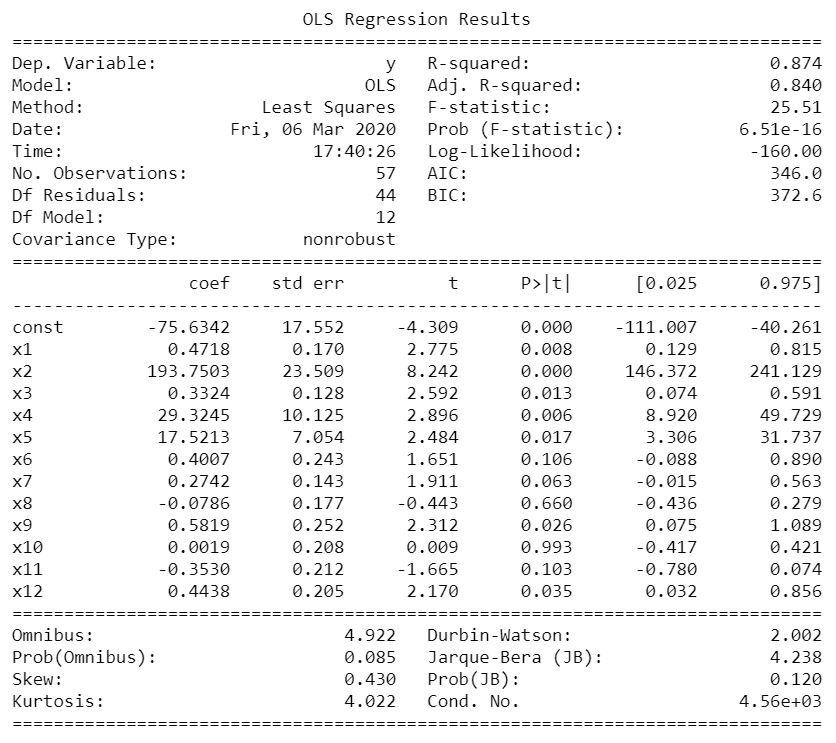 OLS Regression Results
==============================================================================
Dep. Variable:                      y   R-squared:                       0.874
Model:                            OLS   Adj. R-squared:                  0.840
Method:                 Least Squares   F-statistic:                     25.51
Date:                Fri, 06 Mar 2020   Prob (F-statistic):           6.51e-16
Time:                        17:40:26   Log-Likelihood:                -160.00
No. Observations:                  57   AIC:                             346.0
Df Residuals:                      44   BIC:                             372.6
Df Model:                          12
Covariance Type:            nonrobust
==============================================================================
                 coef    std err          t      P>|t|      [0.025      0.975]
------------------------------------------------------------------------------
const        -75.6342     17.552     -4.309      0.000    -111.007     -40.261
x1             0.4718      0.170      2.775      0.008       0.129       0.815
x2           193.7503     23.509      8.242      0.000     146.372     241.129
x3             0.3324      0.128      2.592      0.013       0.074       0.591
x4            29.3245     10.125      2.896      0.006       8.920      49.729
x5            17.5213      7.054      2.484      0.017       3.306      31.737
x6             0.4007      0.243      1.651      0.106      -0.088       0.890
x7             0.2742      0.143      1.911      0.063      -0.015       0.563
x8            -0.0786      0.177     -0.443      0.660      -0.436       0.279
x9             0.5819      0.252      2.312      0.026       0.075       1.089
x10            0.0019      0.208      0.009      0.993      -0.417       0.421
x11           -0.3530      0.212     -1.665      0.103      -0.780       0.074
x12            0.4438      0.205      2.170      0.035       0.032       0.856
==============================================================================
Omnibus:                        4.922   Durbin-Watson:                   2.002
Prob(Omnibus):                  0.085   Jarque-Bera (JB):                4.238
Skew:                           0.430   Prob(JB):                        0.120
Kurtosis:                       4.022   Cond. No.                     4.56e+03
==============================================================================